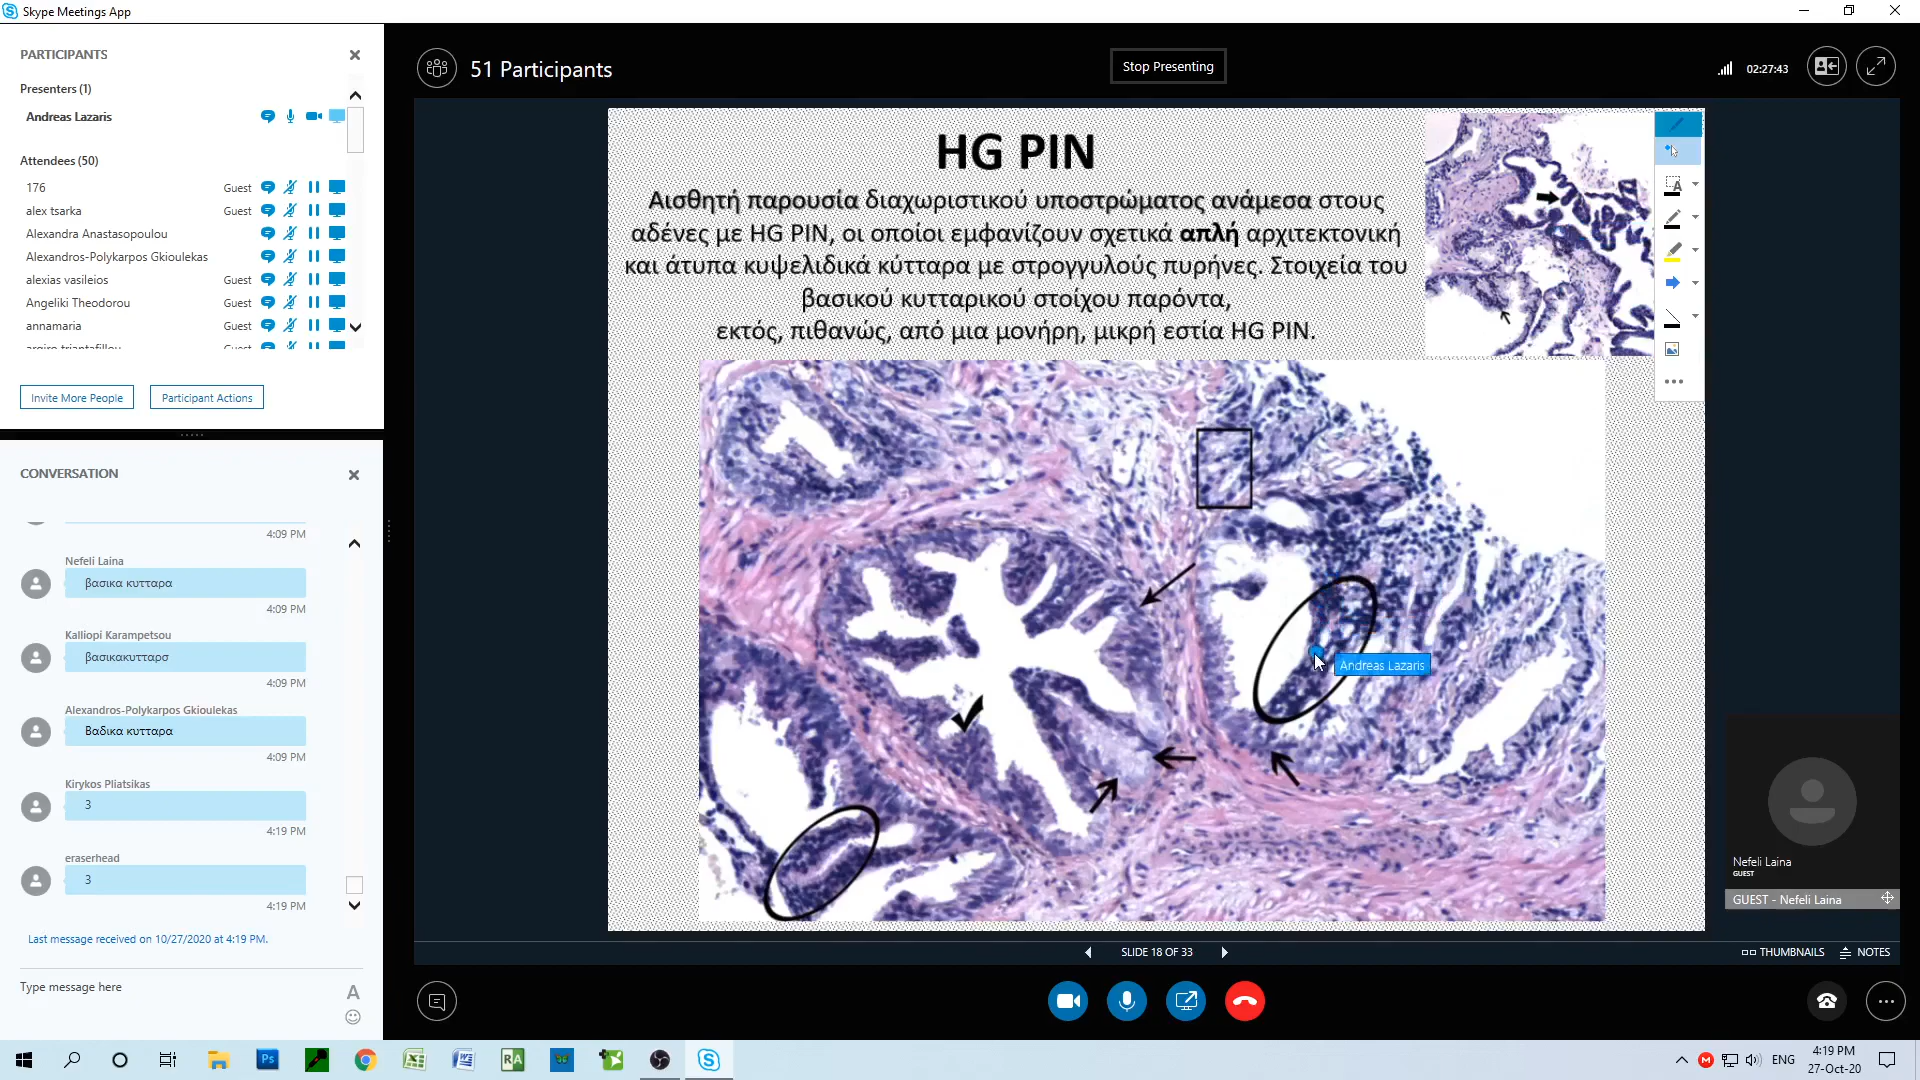 Skype Meetings App
PARTICIPANTS
Presenters (1)
Andreas Lazaris
Attendees (50)
176 Guest
alex tsarka Guest
Alexandra Anastasopoulou
Alexandros-Polykarpos Gkioulekas
alexias vasileios Guest
Angeliki Theodorou Guest
annamaria Guest
argiro triantafillou Guest
Invite More People
Participant Actions
CONVERSATION
4:09 PM
Nefeli Laina
βασικα κυτταρα
4:09 PM
Kalliopi Karampetsou
βασικακυτταρσ
4:09 PM
Alexandros-Polykarpos Gkioulekas
Βαδικα κυτταρα
4:09 PM
Kirykos Pliatsikas
3
4:19 PM
eraserhead
3
4:19 PM
Last message received on 10/27/2020 at 4:19 PM.
Type message here
A
51 Participants
Stop Presenting
02:27:43
HG PIN
Αισθητή παρουσία διαχωριστικού υποστρώματος ανάμεσα στους
αδένες με HG PIN, οι οποίοι εμφανίζουν σχετικά απλή αρχιτεκτονική
και άτυπα κυψελιδικά κύτταρα με στρογγυλούς πυρήνες. Στοιχεία του
βασικού κυτταρικού στοίχου παρόντα,
εκτός, πιθανώς, από μια μονήρη, μικρή εστία HG PIN.
A
Andreas Lazaris
Nefeli Laina
GUEST
GUEST - Nefeli Laina
SLIDE 18 OF 33
THUMBNAILS
NOTES
Ps
RA
M
ENG
4:19 PM
27-Oct-20